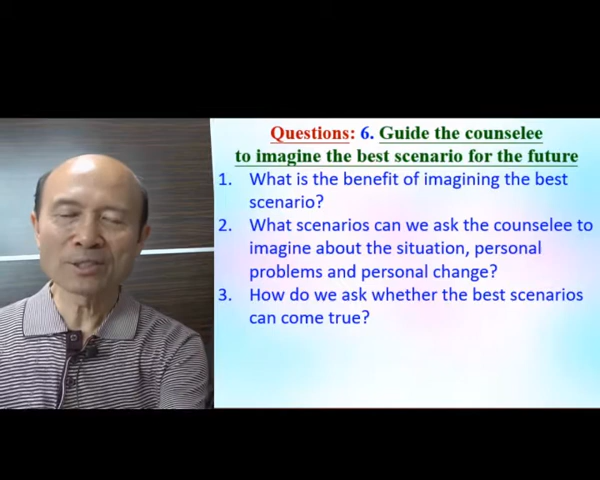 Questions: 6. Guide the counselee
to imagine the best scenario for the future
1. What is the benefit of imagining the best
scenario?
2. What scenarios can we ask the counselee to
imagine about the situation, personal
problems and personal change?
3. How do we ask whether the best scenarios
can come true?